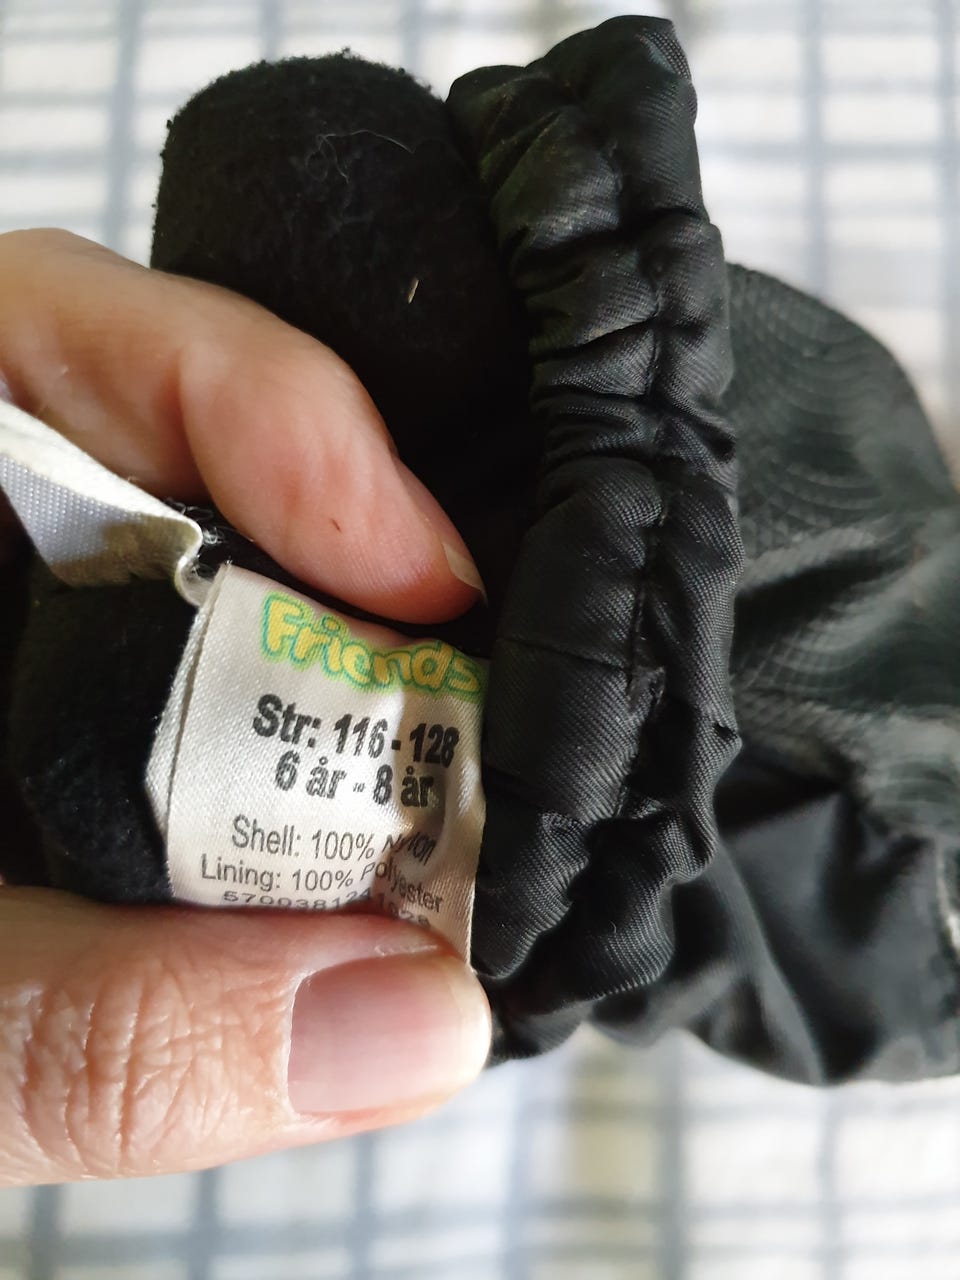 Friends
Str: 116 - 128
6 år - 8 år
Shell: 100% Nylon
Lining: 100% Polyester